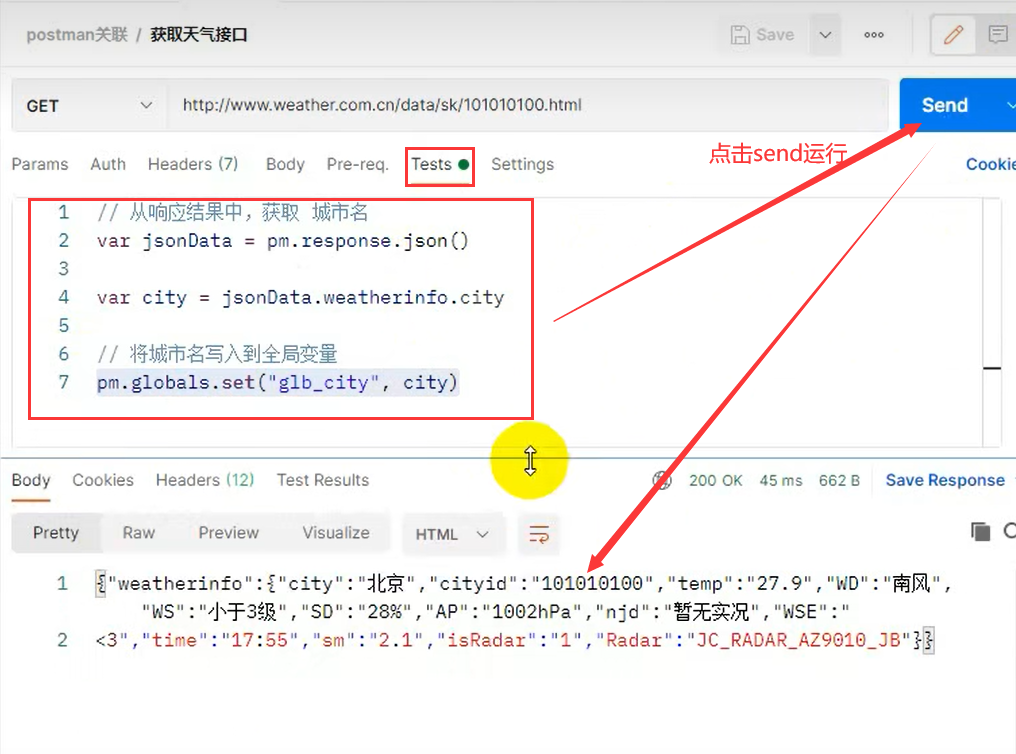 postman关联 / 获取天气接口 Save
GET http://www.weather.com.cn/data/sk/101010100.html Send
点击send运行
Params Auth Headers (7) Body Pre-req. Tests Settings Cookie
1 // 从响应结果中，获取 城市名
2 var jsonData = pm.response.json()
3
4 var city = jsonData.weatherinfo.city
5
6 // 将城市名写入到全局变量
7 pm.globals.set("glb_city", city)
Body Cookies Headers (12) Test Results 200 OK 45 ms 662 B Save Response
Pretty Raw Preview Visualize HTML
1 {"weatherinfo":{"city":"北京","cityid":"101010100","temp":"27.9","WD":"南风",
"WS":"小于3级","SD":"28%","AP":"1002hPa","njd":"暂无实况","WSE":"
2 <3","time":"17:55","sm":"2.1","isRadar":"1","Radar":"JC_RADAR_AZ9010_JB"}}